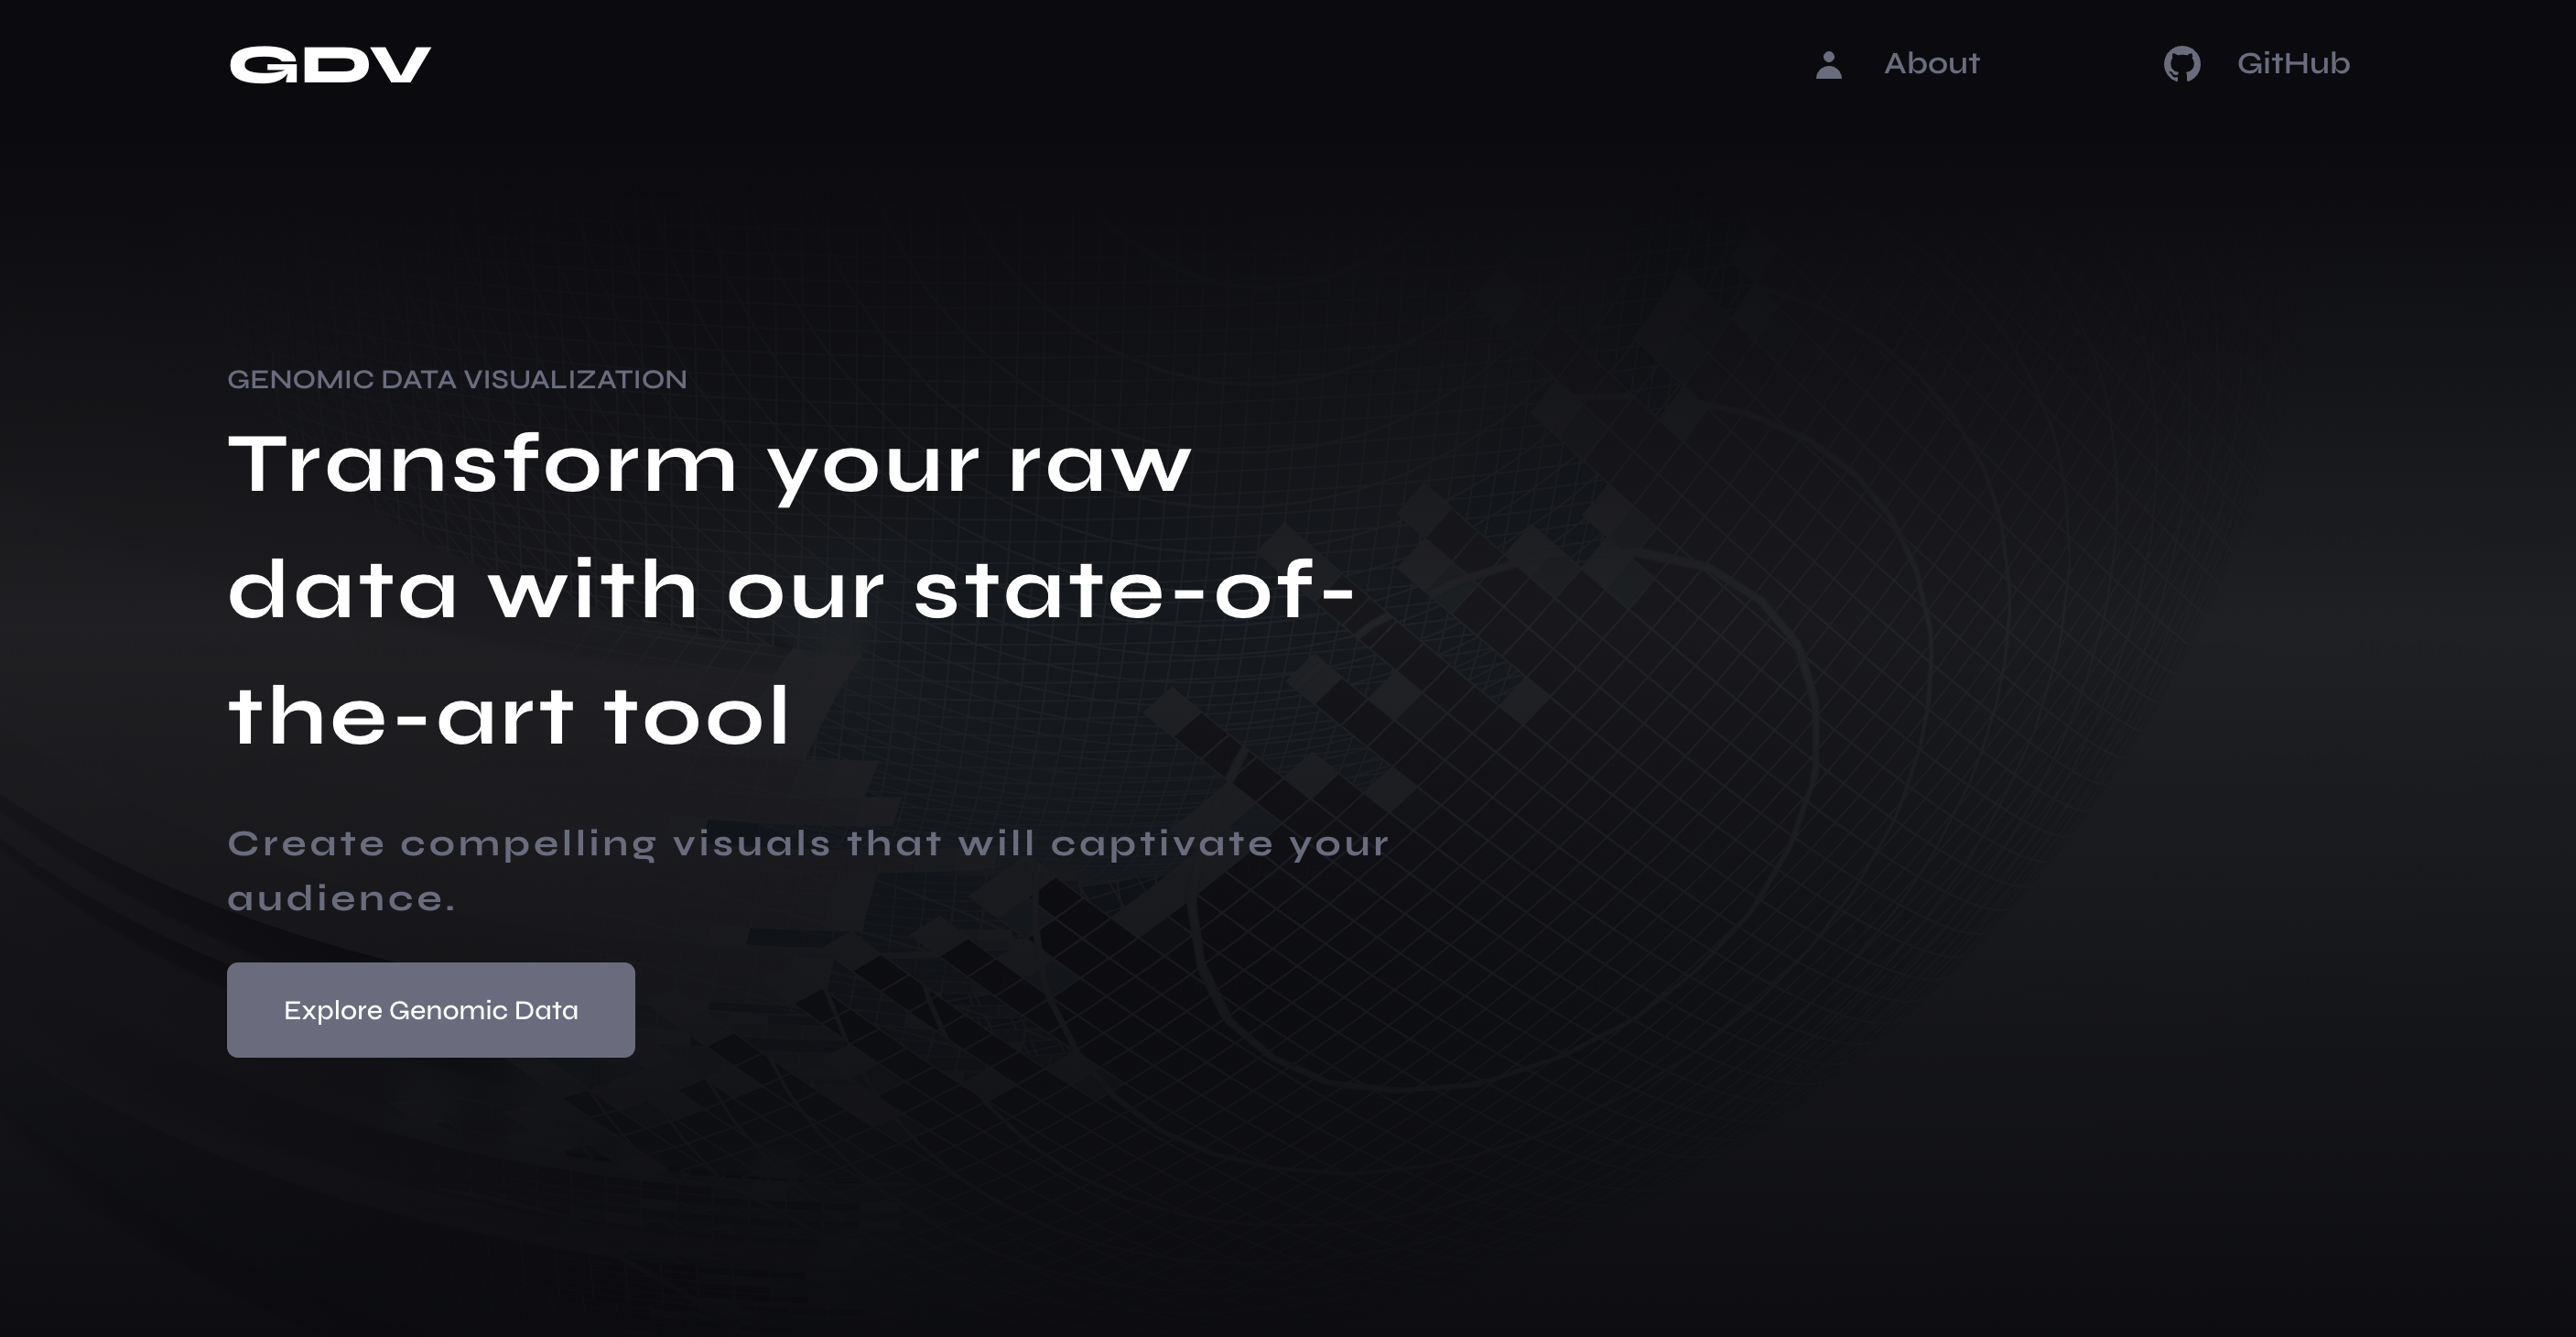 GDV
About
GitHub
GENOMIC DATA VISUALIZATION
Transform your raw
data with our state-of-
the-art tool
Create compelling visuals that will captivate your
audience.
Explore Genomic Data